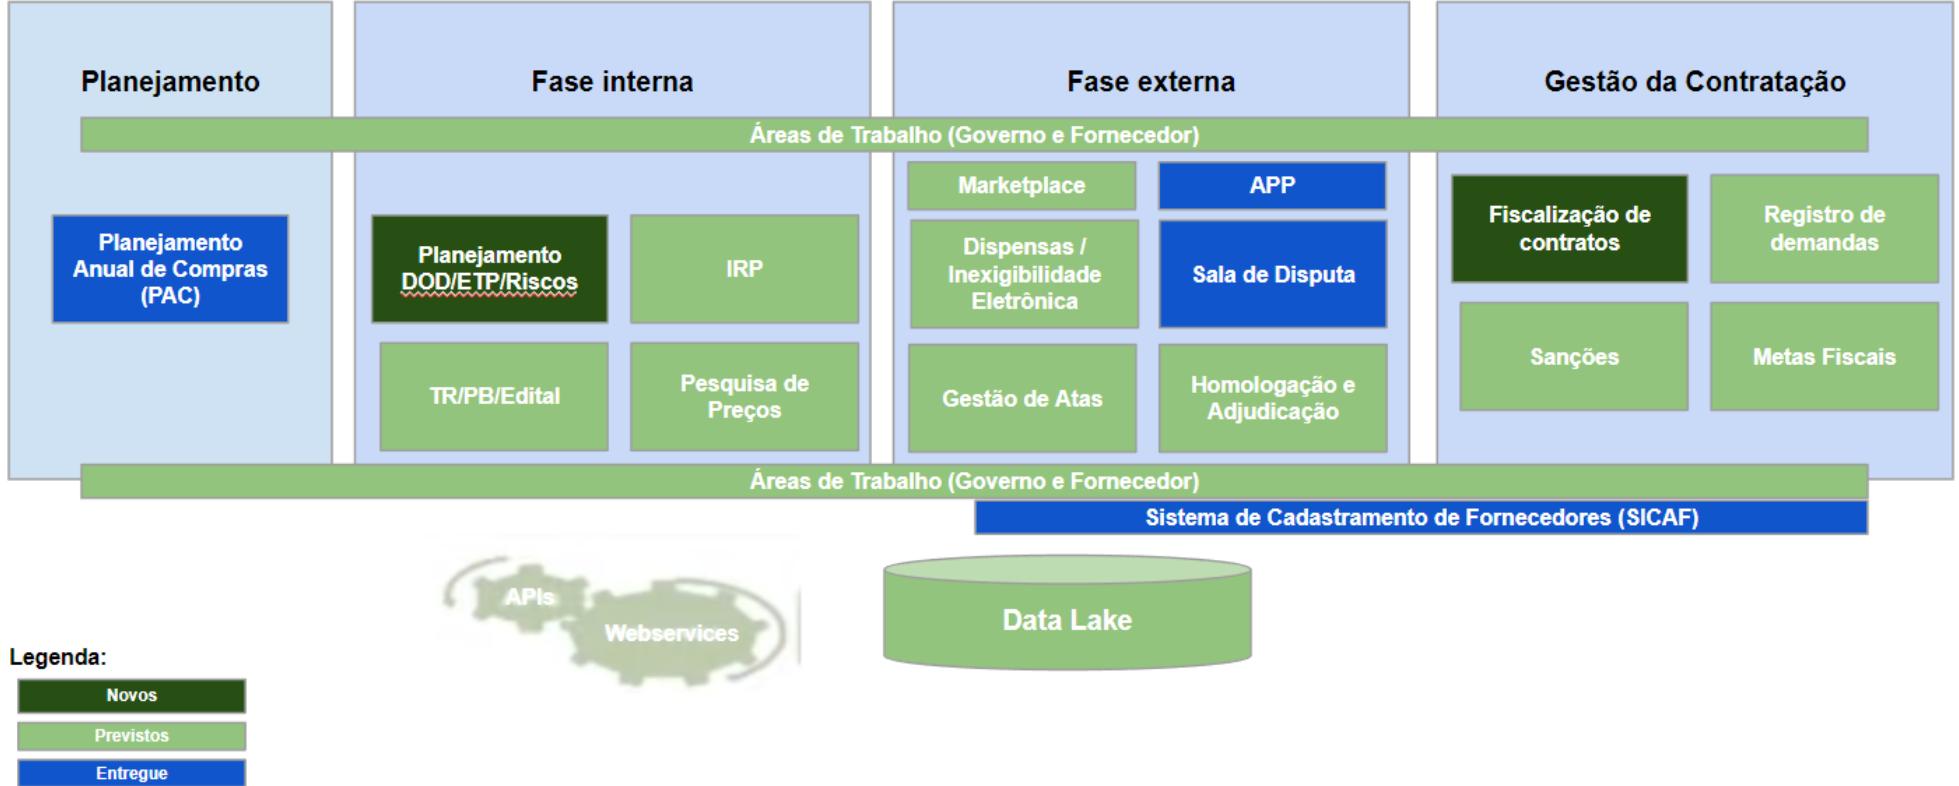 Planejamento
Fase interna
Fase externa
Gestão da Contratação
Áreas de Trabalho (Governo e Fornecedor)
Planejamento
Anual de Compras
(PAC)
Planejamento
DOD/ETP/Riscos
IRP
TR/PB/Edital
Pesquisa de
Preços
Marketplace
APP
Dispensas /
Inexigibilidade
Eletrônica
Sala de Disputa
Gestão de Atas
Homologação e
Adjudicação
Fiscalização de
contratos
Registro de
demandas
Sanções
Metas Fiscais
Áreas de Trabalho (Governo e Fornecedor)
Sistema de Cadastramento de Fornecedores (SICAF)
APIs
Webservices
Data Lake
Legenda:
Novos
Previstos
Entregue